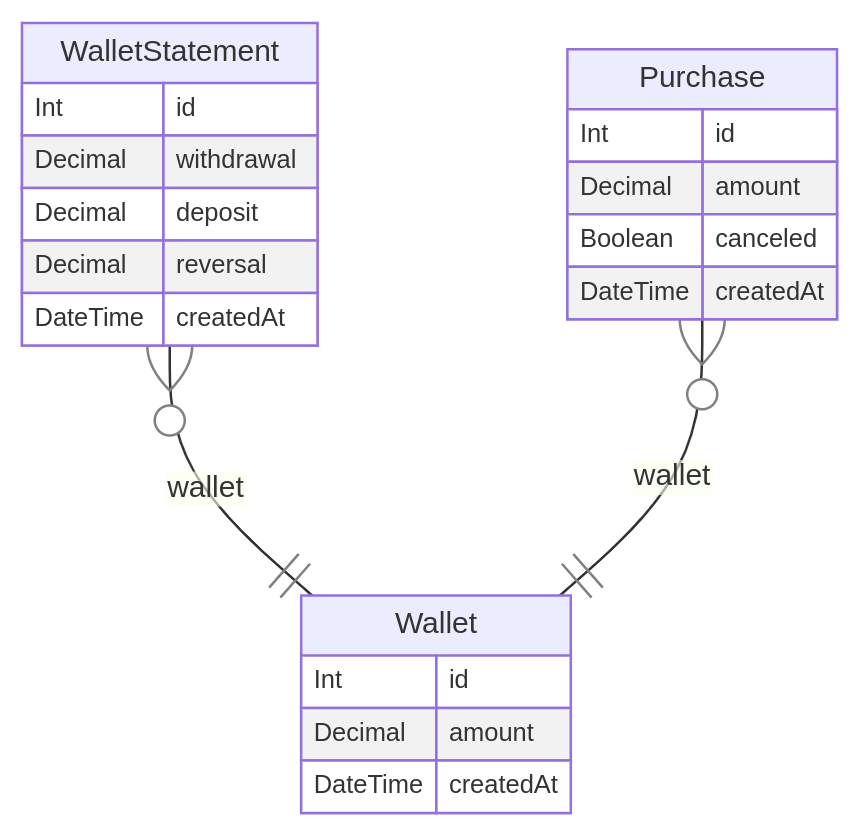 WalletStatement
Int id
Decimal withdrawal
Decimal deposit
Decimal reversal
DateTime createdAt
Purchase
Int id
Decimal amount
Boolean canceled
DateTime createdAt
wallet
wallet
Wallet
Int id
Decimal amount
DateTime createdAt